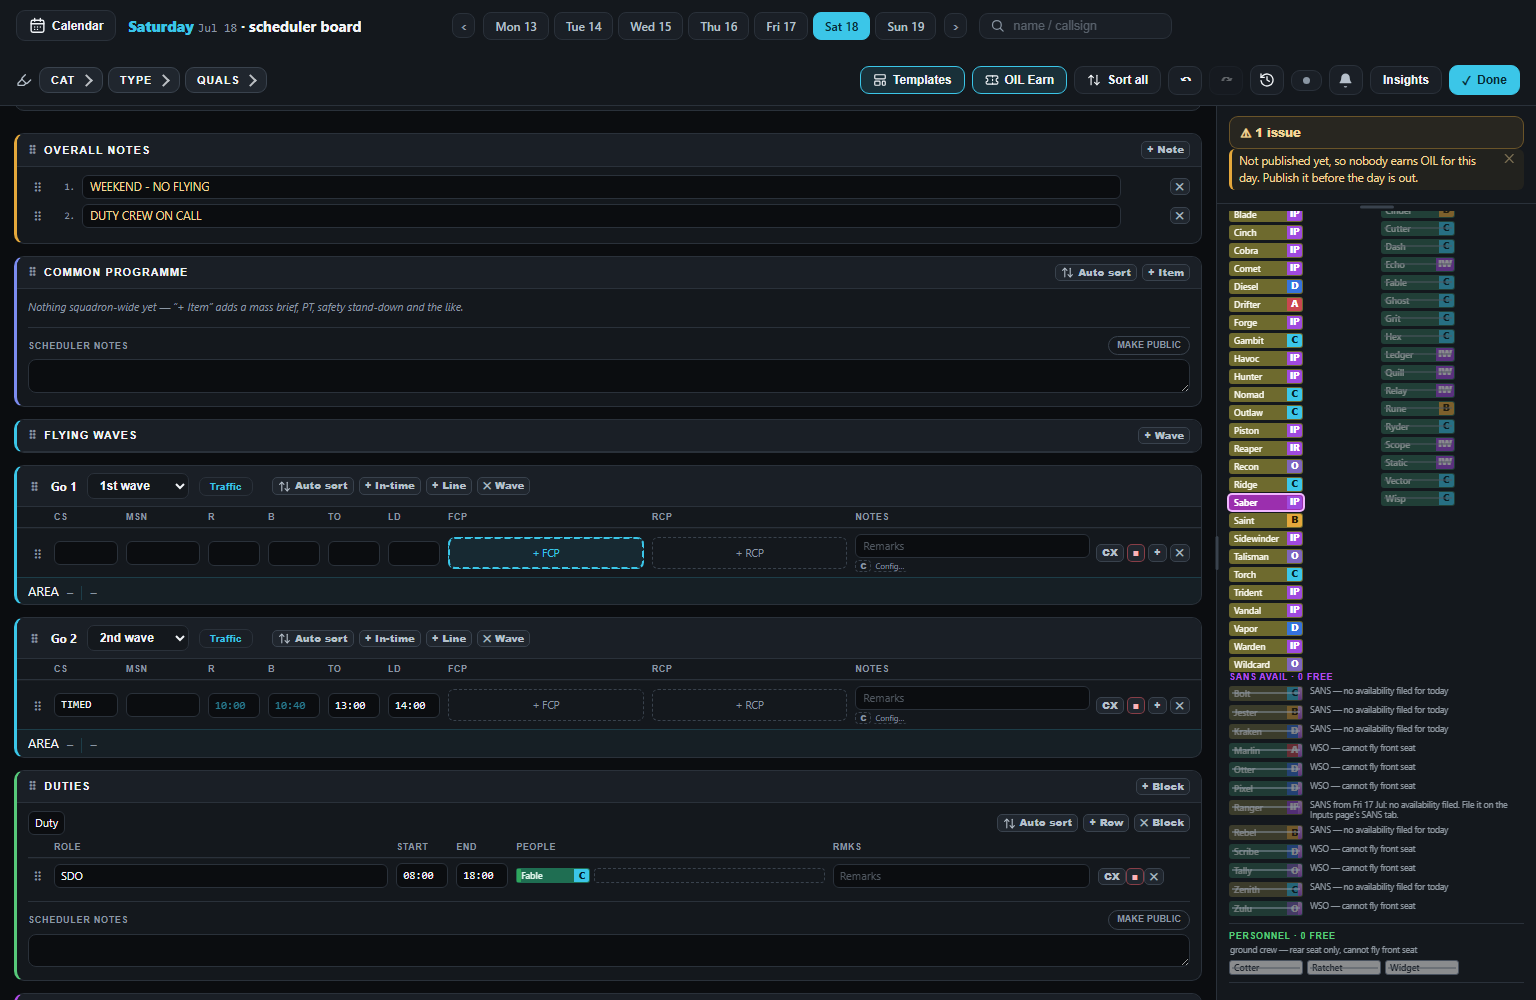 Calendar
Saturday Jul 18 · scheduler board
Mon 13
Tue 14
Wed 15
Thu 16
Fri 17
Sat 18
Sun 19
name / callsign
CAT
TYPE
QUALS
Templates
OIL Earn
Sort all
Insights
✓ Done
OVERALL NOTES
+ Note
1. WEEKEND - NO FLYING
2. DUTY CREW ON CALL
COMMON PROGRAMME
Auto sort
+ Item
Nothing squadron-wide yet — "+ Item" adds a mass brief, PT, safety stand-down and the like.
SCHEDULER NOTES
MAKE PUBLIC
FLYING WAVES
+ Wave
Go 1
1st wave
Traffic
Auto sort
+ In-time
+ Line
X Wave
CS MSN R B TO LD FCP RCP NOTES
+ FCP
+ RCP
Remarks
CX
C Config...
AREA – | –
Go 2
2nd wave
Traffic
Auto sort
+ In-time
+ Line
X Wave
CS MSN R B TO LD FCP RCP NOTES
TIMED 10:00 10:40 13:00 14:00
+ FCP
+ RCP
Remarks
CX
C Config...
AREA – | –
DUTIES
+ Block
Duty
Auto sort
+ Row
X Block
ROLE START END PEOPLE RMKS
SDO 08:00 18:00 Fable C
Remarks
CX
SCHEDULER NOTES
MAKE PUBLIC
⚠ 1 issue
Not published yet, so nobody earns OIL for this
day. Publish it before the day is out.
Blade IP
Cinch IP
Cobra IP
Comet IP
Diesel D
Drifter A
Forge IP
Gambit C
Havoc IP
Hunter IP
Nomad C
Outlaw C
Piston IP
Reaper IR
Recon O
Ridge C
Saber IP
Saint B
Sidewinder IP
Talisman O
Torch C
Trident IP
Vandal IP
Vapor D
Warden IP
Wildcard O
Cinder
Cutter C
Dash C
Echo
Fable C
Ghost C
Grit C
Hex C
Ledger
Quill
Relay
Rune B
Ryder C
Scope
Static
Vector C
Wisp C
SANS AVAIL · 0 FREE
Bolt SANS — no availability filed for today
Jester SANS — no availability filed for today
Kraken SANS — no availability filed for today
Marlin WSO — cannot fly front seat
Otter WSO — cannot fly front seat
Pixel WSO — cannot fly front seat
Ranger SANS from Fri 17 Jul: no availability filed. File it on the
Inputs page's SANS tab.
Rebel SANS — no availability filed for today
Scribe WSO — cannot fly front seat
Tally WSO — cannot fly front seat
Zenith SANS — no availability filed for today
Zulu WSO — cannot fly front seat
PERSONNEL · 0 FREE
ground crew — rear seat only, cannot fly front seat
Cotter
Ratchet
Widget